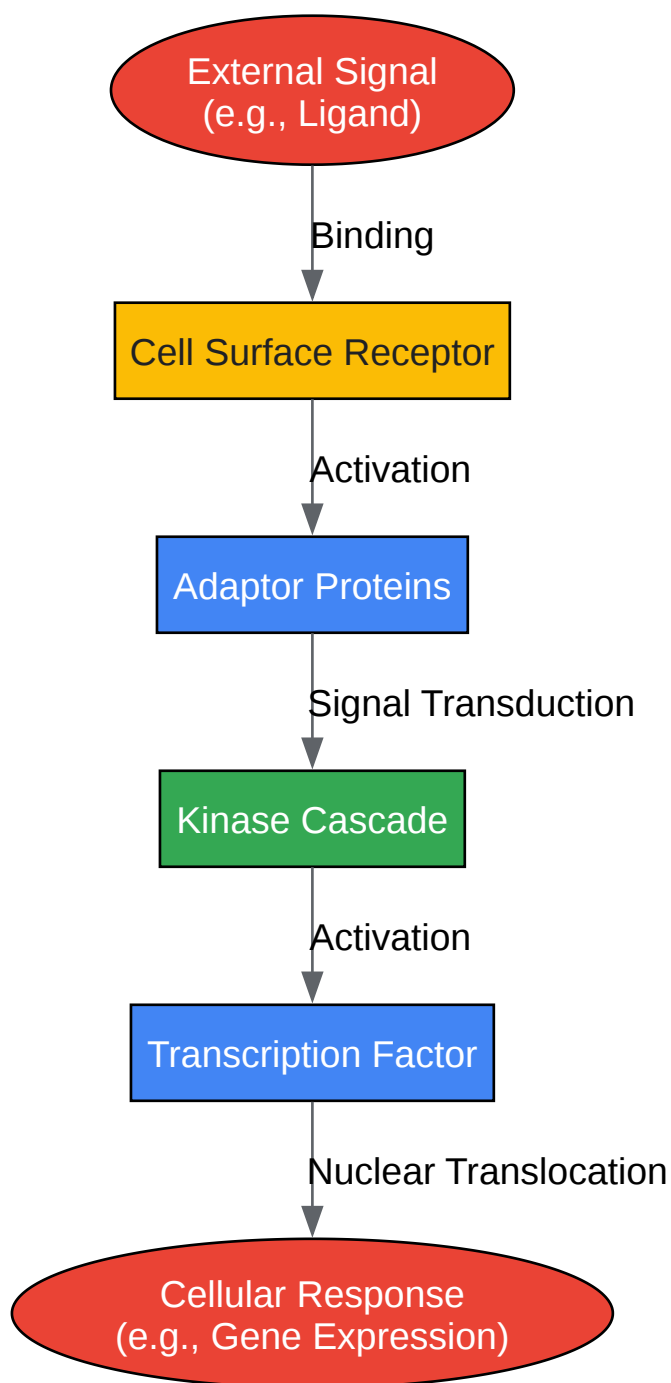 External Signal
(e.g., Ligand)
Binding
Cell Surface Receptor
Activation
Adaptor Proteins
Signal Transduction
Kinase Cascade
Activation
Transcription Factor
Nuclear Translocation
Cellular Response
(e.g., Gene Expression)